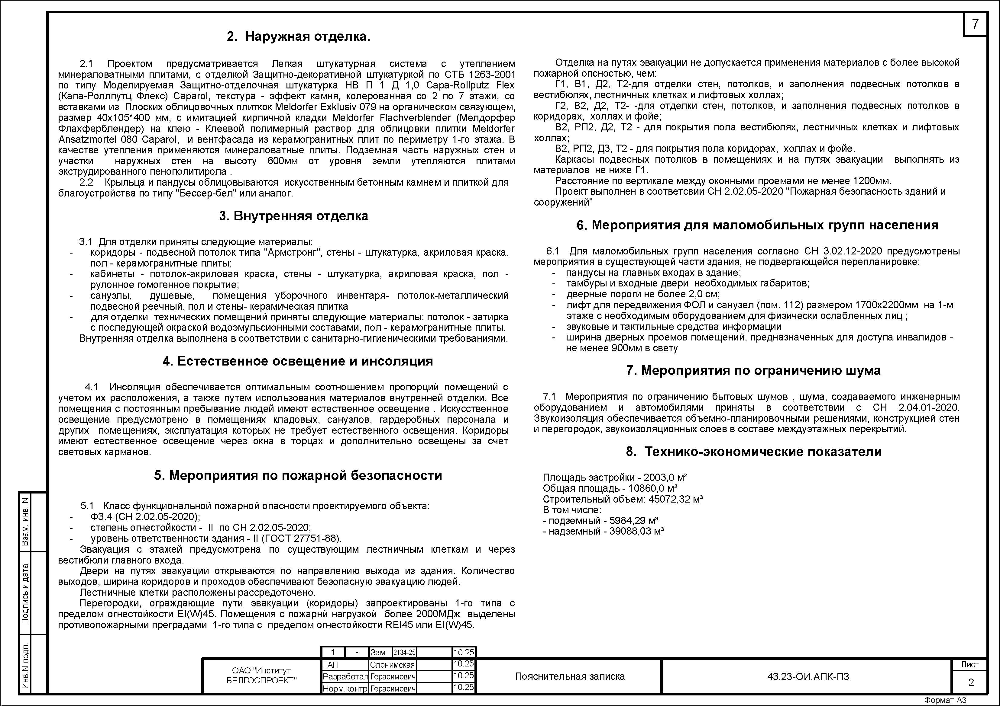 7
2. Наружная отделка.
2.1 Проектом предусматривается Легкая штукатурная система с утеплением
минераловатными плитами, с отделкой Защитно-декоративной штукатуркой по СТБ 1263-2001
по типу Моделируемая Защитно-отделочная штукатурка НВ П 1 Д 1,0 Capa-Rollputz Flex
(Капа-Роллпутц Флекс) Caparol, текстура - эффект камня, колерованная со 2 по 7 этажи, со
вставками из Плоских облицовочных плиткок Meldorfer Exklusiv 079 на органическом связующем,
размер 40х105*400 мм, с имитацией кирпичной кладки Meldorfer Flachverblender (Мелдорфер
Флахферблендер) на клею - Клеевой полимерный раствор для облицовки плитки Meldorfer
Ansatzmortel 080 Caparol, и вентфасада из керамогранитных плит по периметру 1-го этажа. В
качестве утепления применяются минераловатные плиты. Подземная часть наружных стен и
участки наружных стен на высоту 600мм от уровня земли утепляются плитами
экструдированного пенополитирола .
2.2 Крыльца и пандусы облицовываются искусственным бетонным камнем и плиткой для
благоустройства по типу "Бессер-бел" или аналог.
3. Внутренняя отделка
3.1 Для отделки приняты следующие материалы:
- коридоры - подвесной потолок типа "Армстронг", стены - штукатурка, акриловая краска,
пол - керамогранитные плиты;
- кабинеты - потолок-акриловая краска, стены - штукатурка, акриловая краска, пол -
рулонное гомогенное покрытие;
- санузлы, душевые, помещения уборочного инвентаря- потолок-металлический
подвесной реечный, пол и стены- керамическая плитка
- для отделки технических помещений приняты следующие материалы: потолок - затирка
с последующей окраской водоэмульсионными составами, пол - керамогранитные плиты.
Внутренняя отделка выполнена в соответствии с санитарно-гигиеническими требованиями.
4. Естественное освещение и инсоляция
4.1 Инсоляция обеспечивается оптимальным соотношением пропорций помещений с
учетом их расположения, а также путем использования материалов внутренней отделки. Все
помещения с постоянным пребывание людей имеют естественное освещение . Искусственное
освещение предусмотрено в помещениях кладовых, санузлов, гардеробных персонала и
других помещениях, эксплуатация которых не требует естественного освещения. Коридоры
имеют естественное освещение через окна в торцах и дополнительно освещены за счет
световых карманов.
5. Мероприятия по пожарной безопасности
5.1 Класс функциональной пожарной опасности проектируемого объекта:
- Ф3.4 (СН 2.02.05-2020);
- степень огнестойкости - II по СН 2.02.05-2020;
- уровень ответственности здания - II (ГОСТ 27751-88).
Эвакуация с этажей предусмотрена по существующим лестничным клеткам и через
вестибюли главного входа.
Двери на путях эвакуации открываются по направлению выхода из здания. Количество
выходов, ширина коридоров и проходов обеспечивают безопасную эвакуацию людей.
Лестничные клетки расположены рассредоточено.
Перегородки, ограждающие пути эвакуации (коридоры) запроектированы 1-го типа с
пределом огнестойкости EI(W)45. Помещения с пожарнй нагрузкой более 2000МДж выделены
противопожарными преградами 1-го типа с пределом огнестойкости REI45 или EI(W)45.
Отделка на путях эвакуации не допускается применения материалов с более высокой
пожарной опсностью, чем:
Г1, В1, Д2, Т2-для отделки стен, потолков, и заполнения подвесных потолков в
вестибюлях, лестничных клетках и лифтовых холлах;
Г2, В2, Д2, Т2- -для отделки стен, потолков, и заполнения подвесных потолков в
коридорах, холлах и фойе;
В2, РП2, Д2, Т2 - для покрытия пола вестибюлях, лестничных клетках и лифтовых
холлах;
В2, РП2, Д3, Т2 - для покрытия пола коридорах, холлах и фойе.
Каркасы подвесных потолков в помещениях и на путях эвакуации выполнять из
материалов не ниже Г1.
Расстояние по вертикале между оконными проемами не менее 1200мм.
Проект выполнен в соответсвии СН 2.02.05-2020 "Пожарная безопасность зданий и
сооружений"
6. Мероприятия для маломобильных групп населения
6.1 Для маломобильных групп населения согласно СН 3.02.12-2020 предусмотрены
мероприятия в существующей части здания, не подвергающейся перепланировке:
- пандусы на главных входах в здание;
- тамбуры и входные двери необходимых габаритов;
- дверные пороги не более 2,0 см;
- лифт для передвижения ФОЛ и санузел (пом. 112) размером 1700х2200мм на 1-м
этаже с необходимым оборудованием для физически ослабленных лиц ;
- звуковые и тактильные средства информации
- ширина дверных проемов помещений, предназначенных для доступа инвалидов -
не менее 900мм в свету
7. Мероприятия по ограничению шума
7.1 Мероприятия по ограничению бытовых шумов , шума, создаваемого инженерным
оборудованием и автомобилями приняты в соответствии с СН 2.04.01-2020.
Звукоизоляция обеспечивается объемно-планировочными решениями, конструкцией стен
и перегородок, звукоизоляционных слоев в составе междуэтажных перекрытий.
8. Технико-экономические показатели
Площадь застройки - 2003,0 м²
Общая площадь - 10860,0 м²
Строительный объем: 45072,32 м³
В том числе:
- подземный - 5984,29 м³
- надземный - 39088,03 м³
Взам. инв. N
Подпись и дата
Инв.N подп.
ОАО "Институт
БЕЛГОСПРОЕКТ"
1 - Зам. 2134-25 10.25
ГАП Слонимская 10.25
Разработал Герасимович 10.25
Норм.контр Герасимович 10.25
Пояснительная записка
43.23-ОИ.АПК-ПЗ
Лист
2
Формат А3